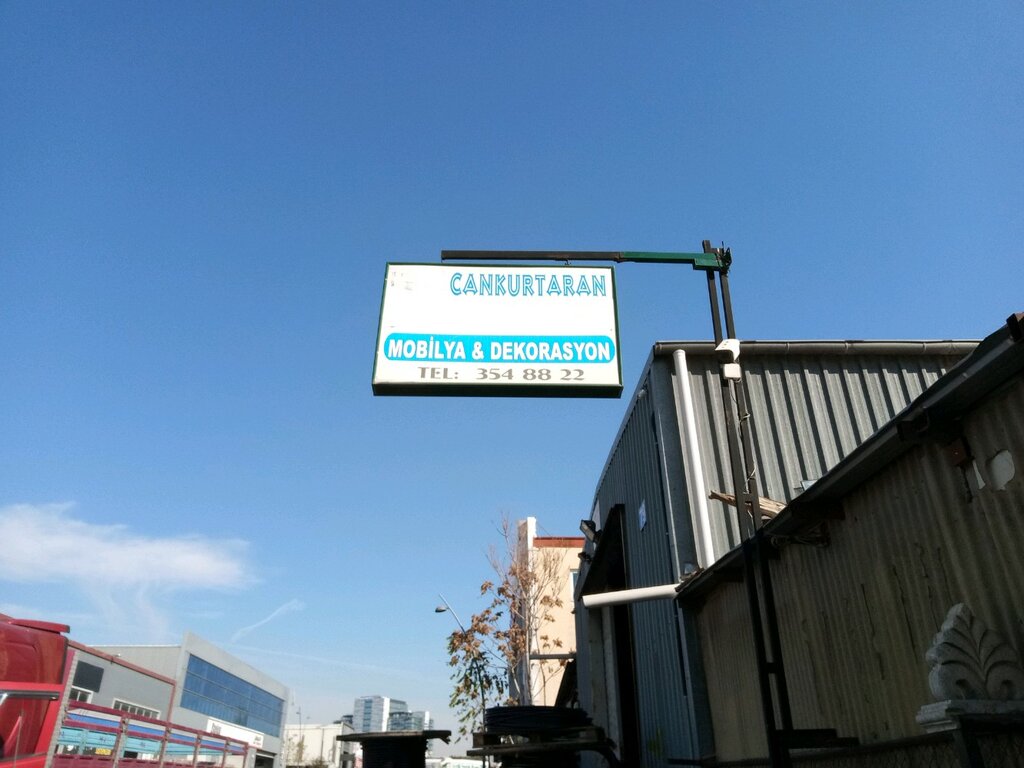 CANKURTARAN
MOBİLYA & DEKORASYON
TEL: 354 88 22